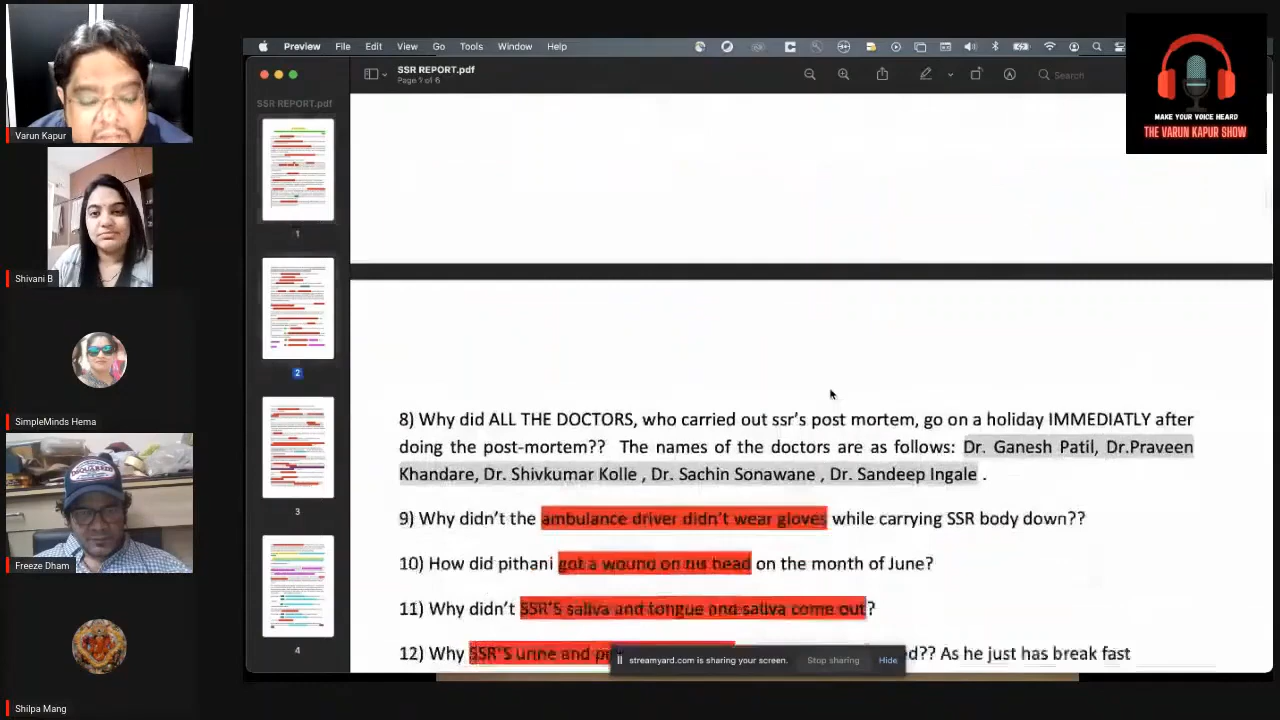 Preview File Edit View Go Tools Window Help
SSR REPORT.pdf
Search
SSR REPORT.pdf
MAKE YOUR VOICE HEARD
THE VARUN KAPUR SHOW
Varun Kapur
Shivani B
SimpleMinds Hema
Feeze Dham
Shilpa Mang
1
2
3
4
8) Why did ALL THE DOCTORS who came for ssr's post-mortem, go on holiday IMMEDIATLY after
doing the post-mortem?? The names of the doctors are as follows: Dr. Ganesh Patil Dr.Praveen
Khandare, Dr. Shivkumar Kolle , Dr. Sachin Sonawane , Dr. Sandeep Ingale .
9) Why didn't the ambulance driver didn't wear gloves while carrying SSR body down??
10) How did pithani got a wound on his head on the month of June?
11) Why didn't SSR'S saliva and tongue and saliva come out?
12) Why SSR'S urine and As he just has break fast
streamyard.com is sharing your screen. Stop sharing Hide